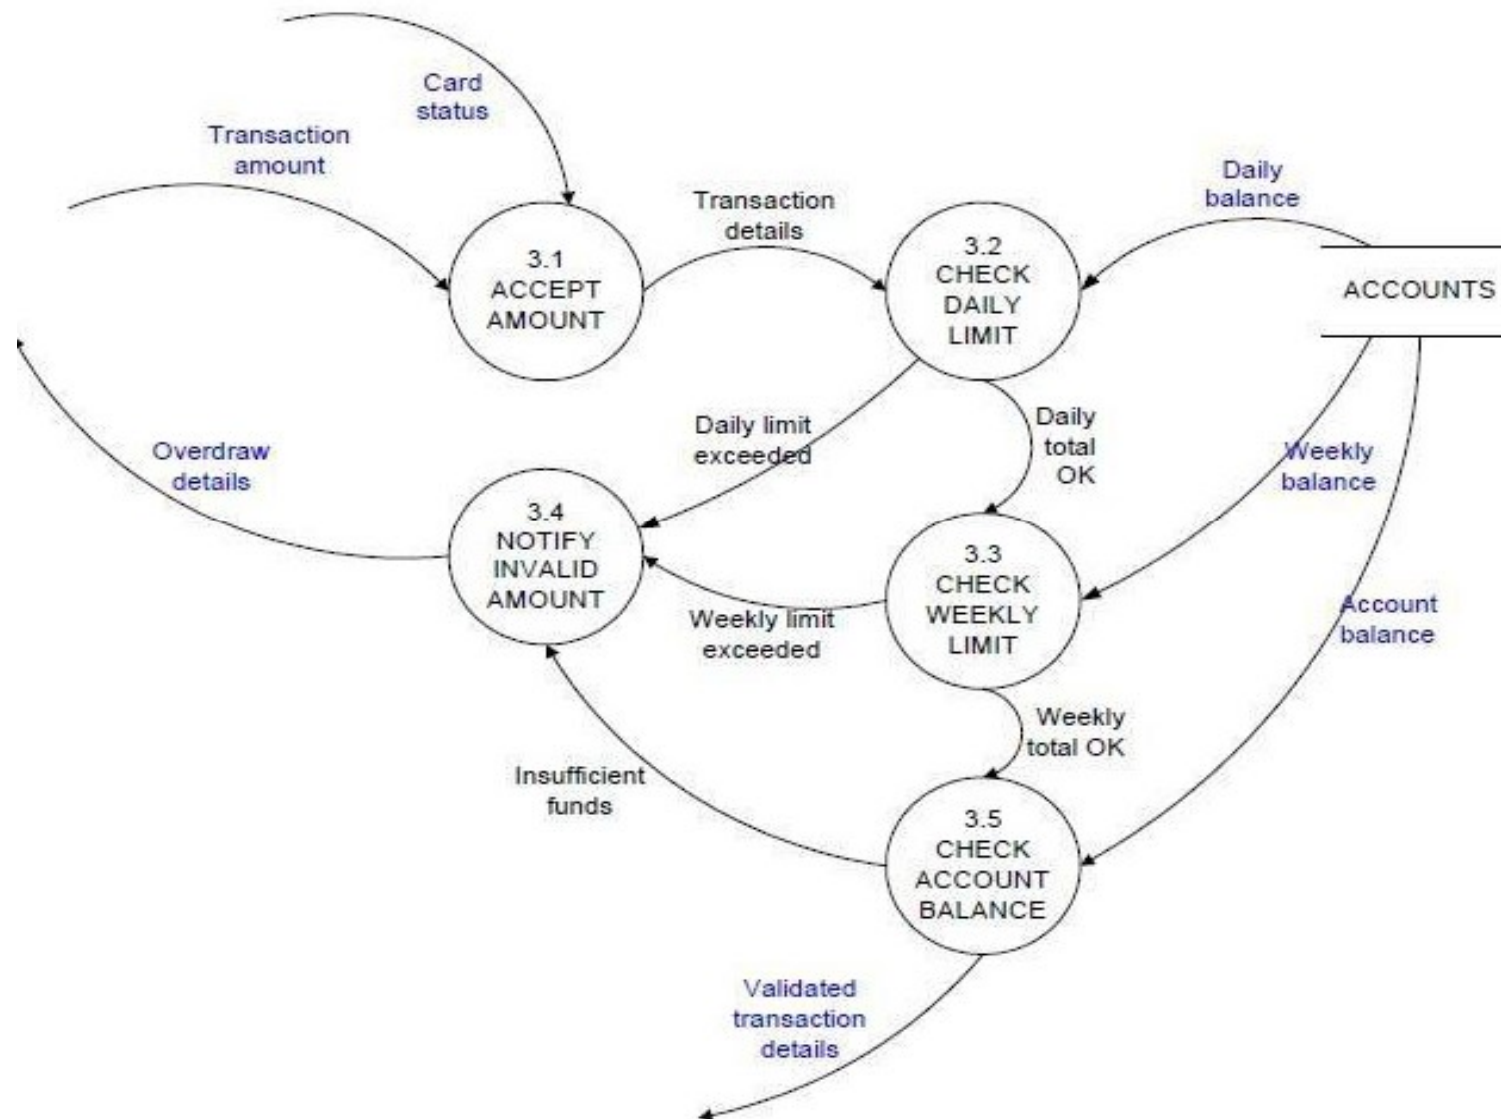 Card
status
Transaction
amount
Transaction
details
Daily
balance
3.1
ACCEPT
AMOUNT
3.2
CHECK
DAILY
LIMIT
ACCOUNTS
Daily limit
exceeded
Daily
total
OK
Overdraw
details
Weekly
balance
3.4
NOTIFY
INVALID
AMOUNT
3.3
CHECK
WEEKLY
LIMIT
Weekly limit
exceeded
Account
balance
Weekly
total OK
Insufficient
funds
3.5
CHECK
ACCOUNT
BALANCE
Validated
transaction
details